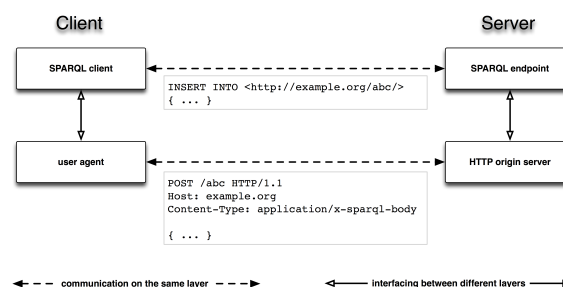 Client
Server
SPARQL client
SPARQL endpoint
INSERT INTO <http://example.org/abc/>
{ ... }
user agent
HTTP origin server
POST /abc HTTP/1.1
Host: example.org
Content-Type: application/x-sparql-body
{ ... }
communication on the same layer
interfacing between different layers